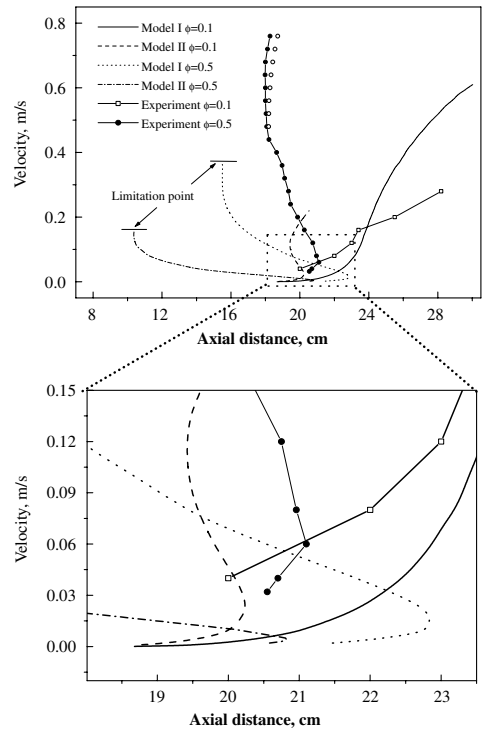 0.8
0.6
0.4
0.2
0.0
Velocity, m/s
Model I ϕ=0.1
Model II ϕ=0.1
Model I ϕ=0.5
Model II ϕ=0.5
Experiment ϕ=0.1
Experiment ϕ=0.5
Limitation point
8 12 16 20 24 28
Axial distance, cm
0.15
0.12
0.09
0.06
0.03
0.00
Velocity, m/s
19 20 21 22 23
Axial distance, cm